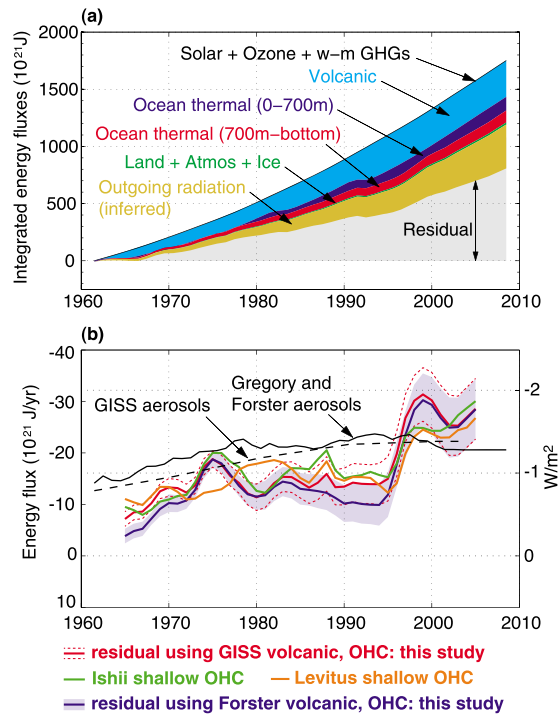 (a)
Integrated energy fluxes (10²¹J)
2000
1500
1000
500
0
Solar + Ozone + w–m GHGs
Volcanic
Ocean thermal (0–700m)
Ocean thermal (700m–bottom)
Land + Atmos + Ice
Outgoing radiation
(inferred)
Residual
1960 1970 1980 1990 2000 2010
(b)
Energy flux (10²¹ J/yr)
-40
-30
-20
-10
0
10
GISS aerosols
Gregory and
Forster aerosols
-2
-1
0
W/m²
1960 1970 1980 1990 2000 2010
residual using GISS volcanic, OHC: this study
Ishii shallow OHC Levitus shallow OHC
residual using Forster volcanic, OHC: this study